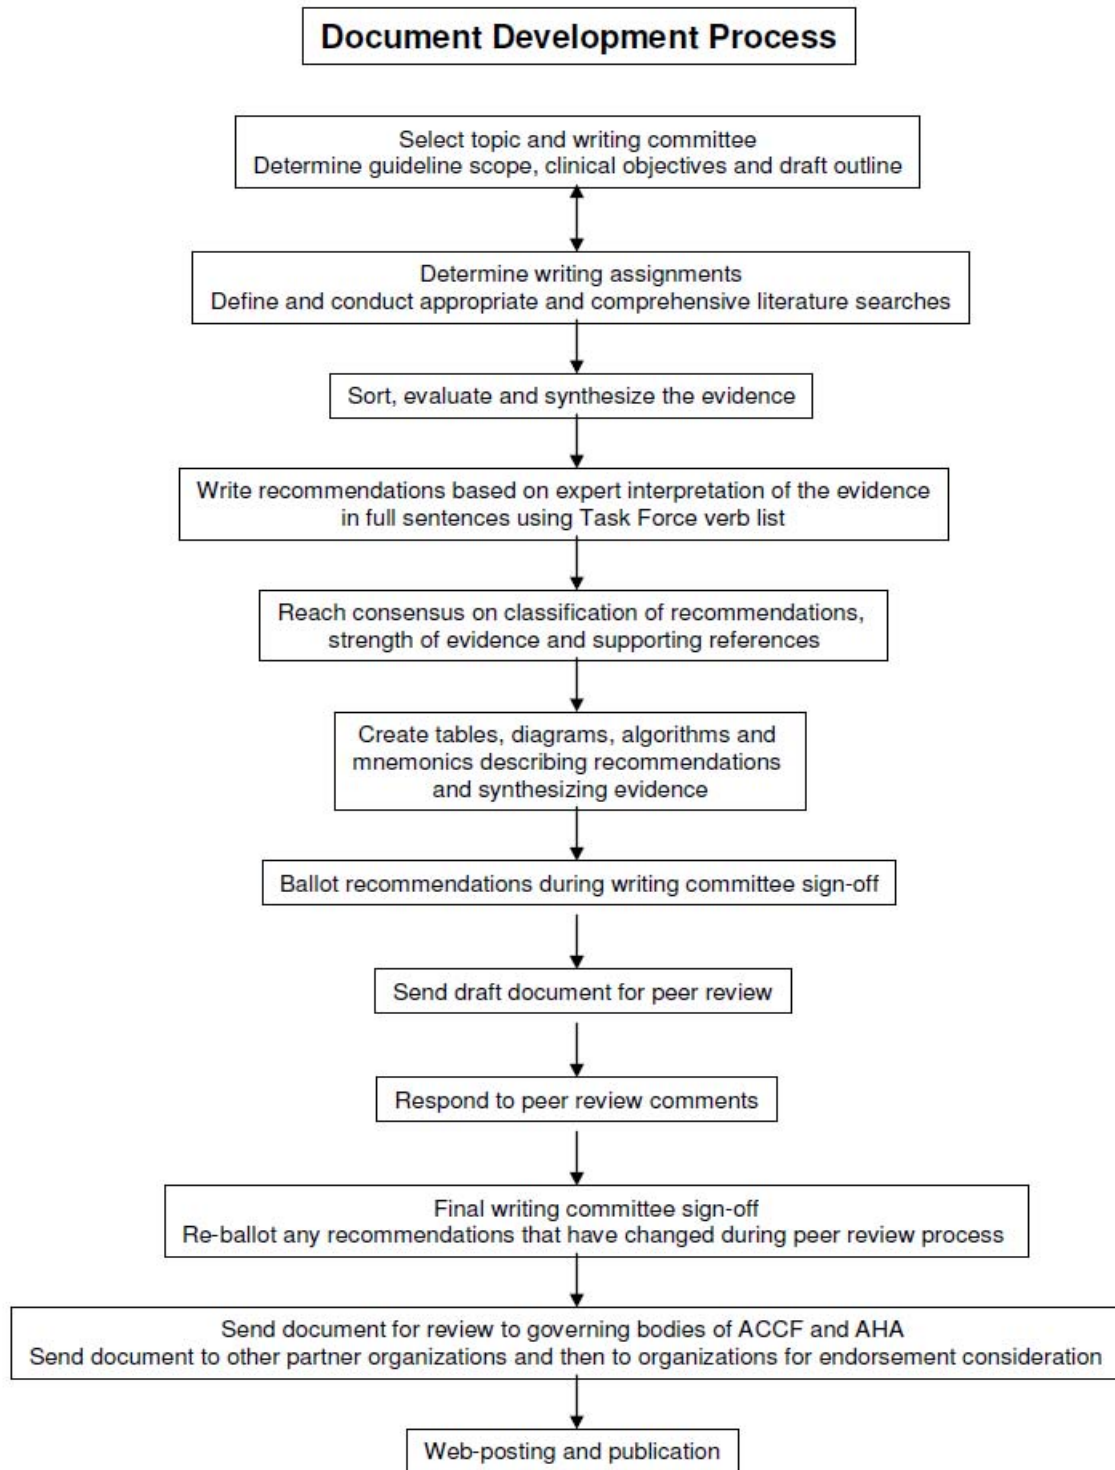 Document Development Process
Select topic and writing committee
Determine guideline scope, clinical objectives and draft outline
Determine writing assignments
Define and conduct appropriate and comprehensive literature searches
Sort, evaluate and synthesize the evidence
Write recommendations based on expert interpretation of the evidence
in full sentences using Task Force verb list
Reach consensus on classification of recommendations,
strength of evidence and supporting references
Create tables, diagrams, algorithms and
mnemonics describing recommendations
and synthesizing evidence
Ballot recommendations during writing committee sign-off
Send draft document for peer review
Respond to peer review comments
Final writing committee sign-off
Re-ballot any recommendations that have changed during peer review process
Send document for review to governing bodies of ACCF and AHA
Send document to other partner organizations and then to organizations for endorsement consideration
Web-posting and publication